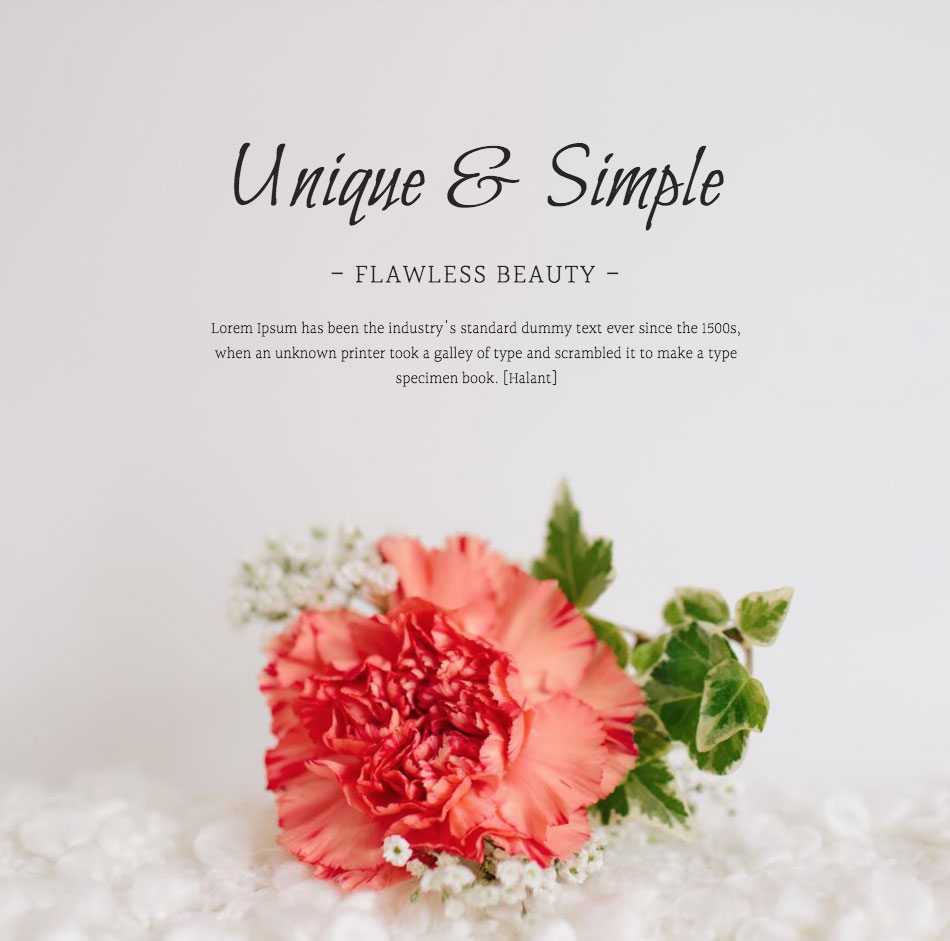 Unique & Simple
– FLAWLESS BEAUTY –
Lorem Ipsum has been the industry's standard dummy text ever since the 1500s,
when an unknown printer took a galley of type and scrambled it to make a type
specimen book. [Halant]